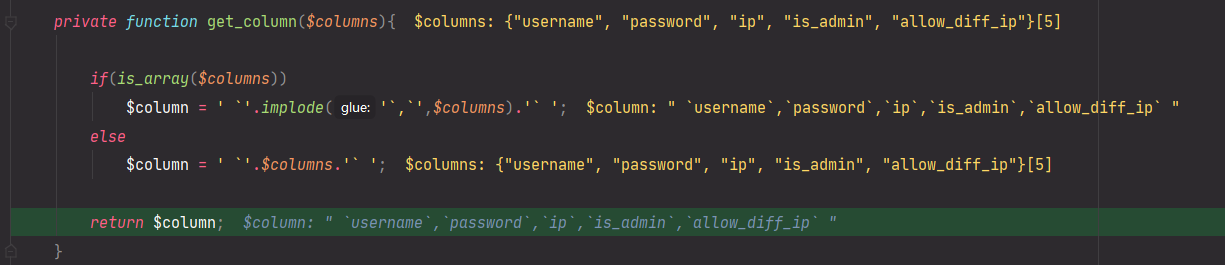 private function get_column($columns){  $columns: {"username", "password", "ip", "is_admin", "allow_diff_ip"}[5]
if(is_array($columns))
$column = ' `'.implode( glue: '`,`',$columns).'` ';  $column: " `username`,`password`,`ip`,`is_admin`,`allow_diff_ip` "
else
$column = ' `'.$columns.'` ';  $columns: {"username", "password", "ip", "is_admin", "allow_diff_ip"}[5]
return $column;  $column: " `username`,`password`,`ip`,`is_admin`,`allow_diff_ip` "
}